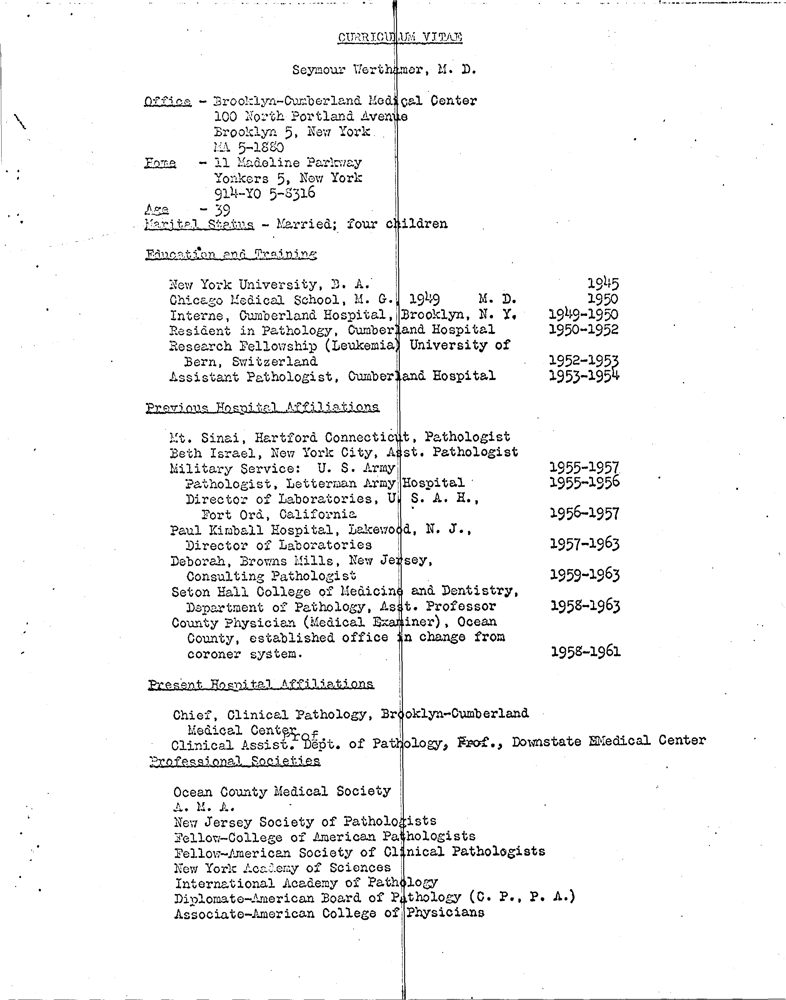 CURRICULUM VITAE
Seymour Werthamer, M. D.
Office - Brooklyn-Cumberland Medical Center
100 North Portland Avenue
Brooklyn 5, New York
MA 5-1880
Home - 11 Madeline Parkway
Yonkers 5, New York
914-YO 5-8316
Age - 39
Marital Status - Married; four children
Education and Training
New York University, B. A. 1945
Chicago Medical School, M. G. 1949 M. D. 1950
Interne, Cumberland Hospital, Brooklyn, N. Y. 1949-1950
Resident in Pathology, Cumberland Hospital 1950-1952
Research Fellowship (Leukemia) University of
Bern, Switzerland 1952-1953
Assistant Pathologist, Cumberland Hospital 1953-1954
Previous Hospital Affiliations
Mt. Sinai, Hartford Connecticut, Pathologist
Beth Israel, New York City, Asst. Pathologist
Military Service: U. S. Army 1955-1957
Pathologist, Letterman Army Hospital 1955-1956
Director of Laboratories, U. S. A. H.,
Fort Ord, California 1956-1957
Paul Kimball Hospital, Lakewood, N. J.,
Director of Laboratories 1957-1963
Deborah, Browns Mills, New Jersey,
Consulting Pathologist 1959-1963
Seton Hall College of Medicine and Dentistry,
Department of Pathology, Asst. Professor 1958-1963
County Physician (Medical Examiner), Ocean
County, established office in change from
coroner system. 1958-1961
Present Hospital Affiliations
Chief, Clinical Pathology, Brooklyn-Cumberland
Medical Center
Prof.
Clinical Assist. Dept. of Pathology, Prof., Downstate EMedical Center
Professional Societies
Ocean County Medical Society
A. M. A.
New Jersey Society of Pathologists
Fellow-College of American Pathologists
Fellow-American Society of Clinical Pathologists
New York Academy of Sciences
International Academy of Pathology
Diplomate-American Board of Pathology (C. P., P. A.)
Associate-American College of Physicians